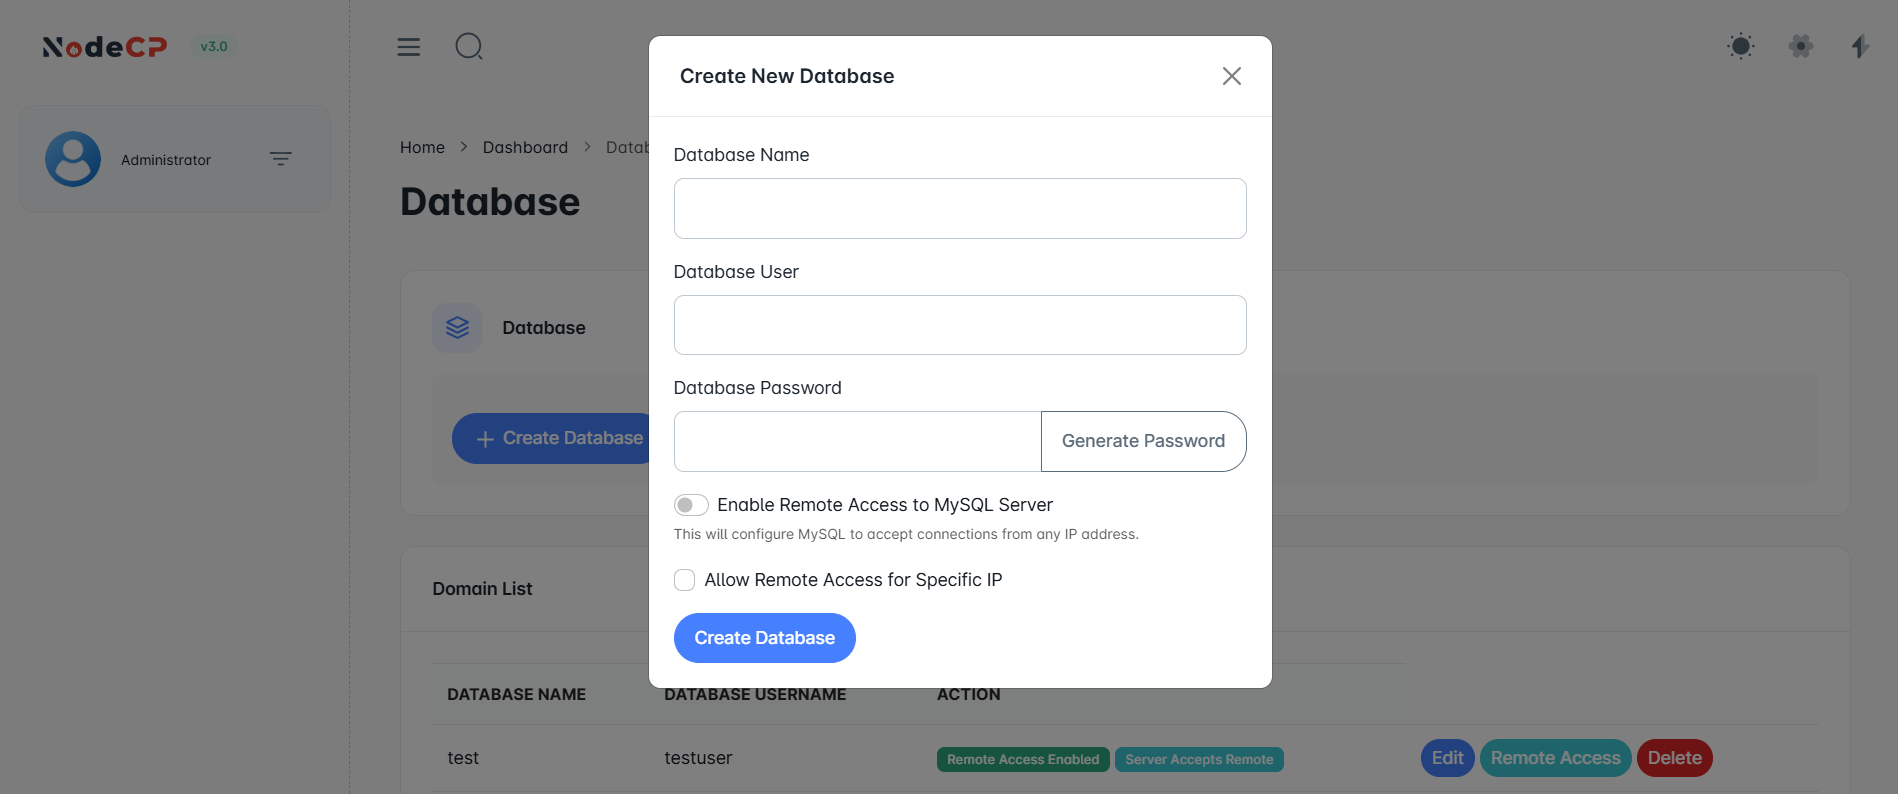 NodeCP v3.0
Administrator
Home > Dashboard > Datab
Database
Database
+ Create Database
Domain List
DATABASE NAME DATABASE USERNAME ACTION
test testuser Remote Access Enabled Server Accepts Remote Edit Remote Access Delete
Create New Database
Database Name
Database User
Database Password
Generate Password
Enable Remote Access to MySQL Server
This will configure MySQL to accept connections from any IP address.
Allow Remote Access for Specific IP
Create Database